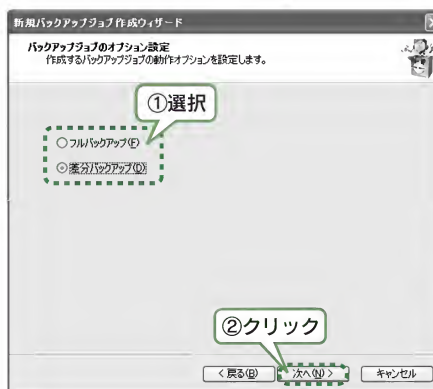 新規バックアップジョブ作成ウィザード
バックアップジョブのオプション設定
作成するバックアップジョブの動作オプションを設定します。
①選択
フルバックアップ(F)
差分バックアップ(D)
②クリック
< 戻る(B)
次へ(N) >
キャンセル